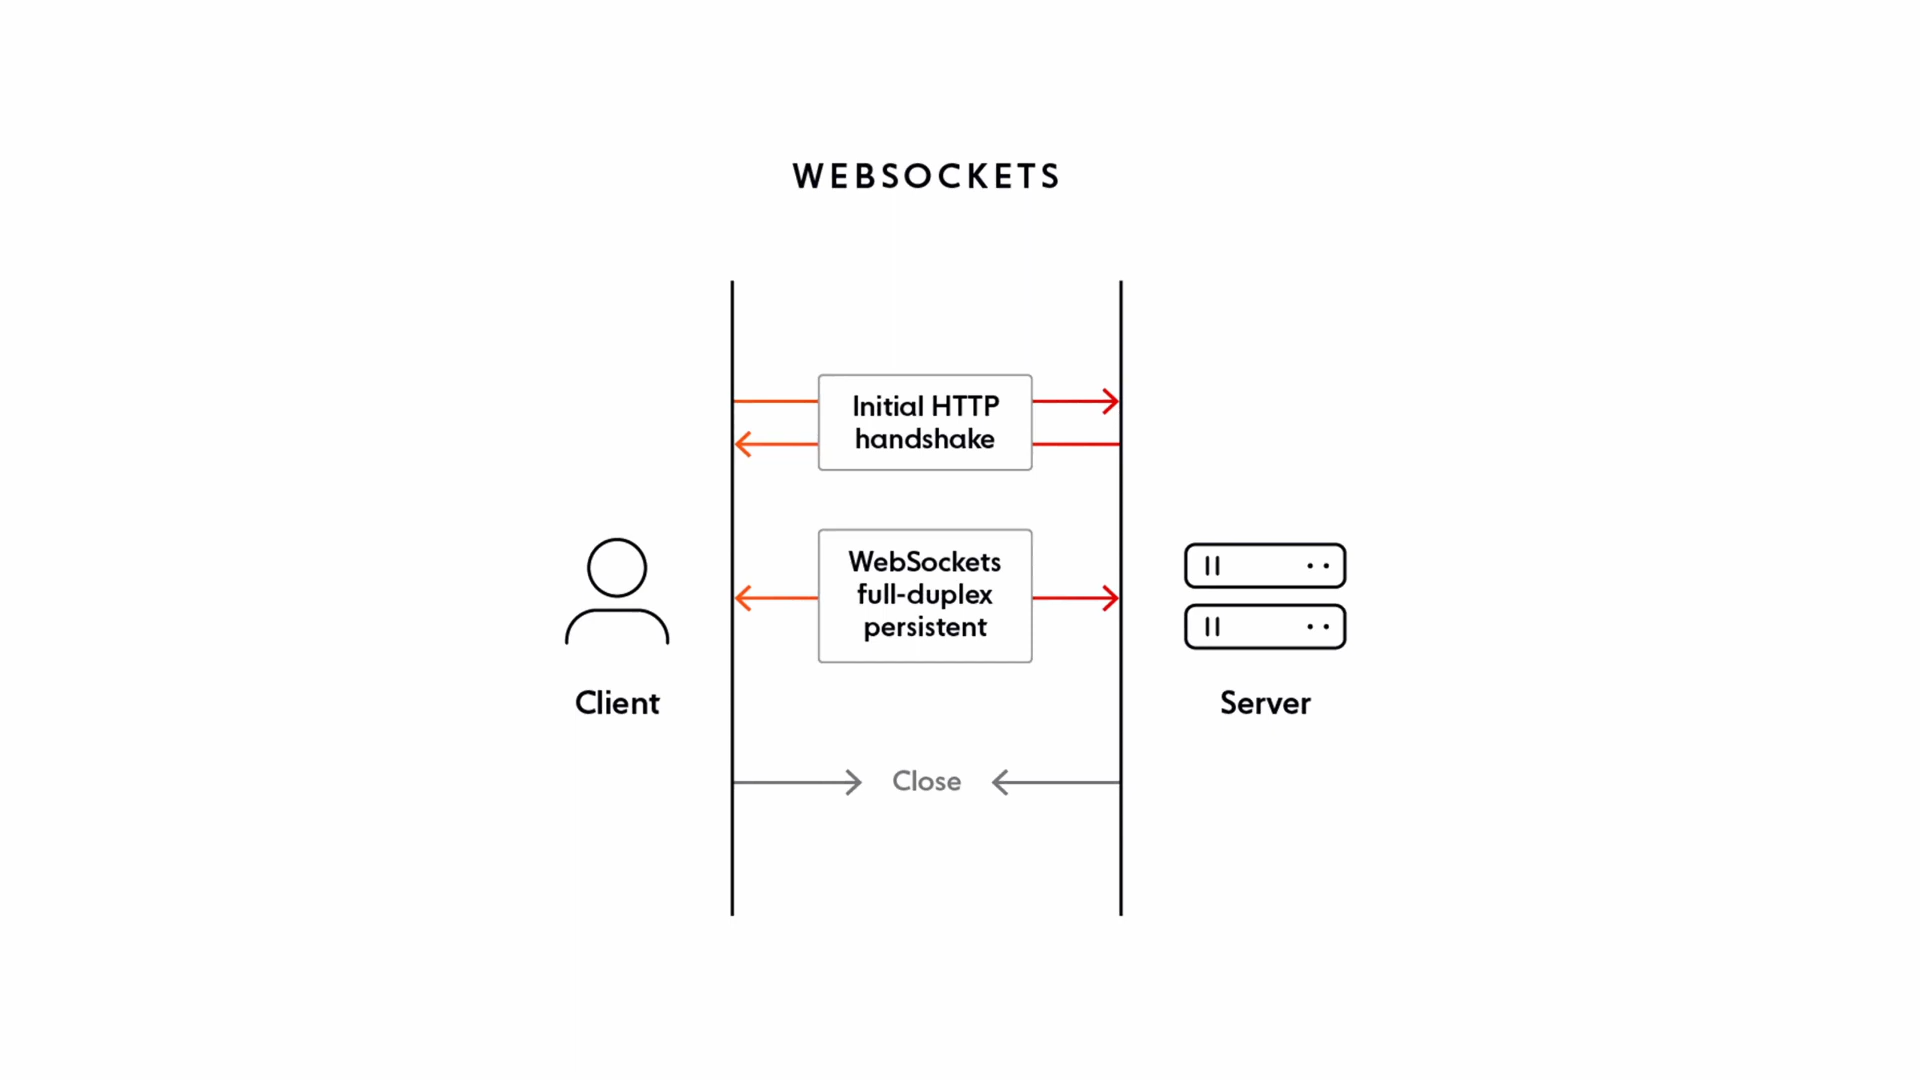 WEBSOCKETS
Initial HTTP
handshake
WebSockets
full-duplex
persistent
Client
Server
Close